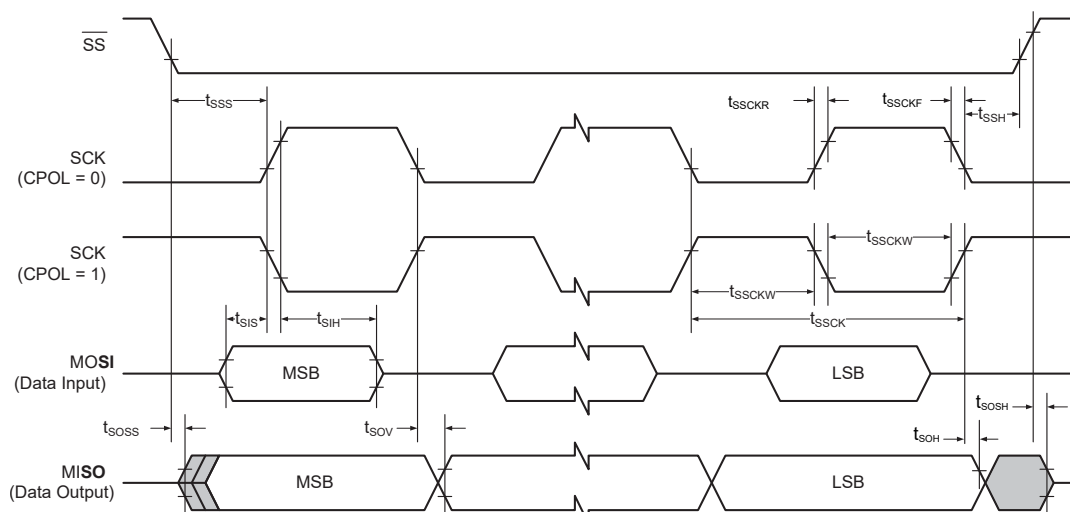 SS
tSSS
tSSCKR
tSSCKF
tSSH
SCK
(CPOL = 0)
SCK
(CPOL = 1)
tSSCKW
tSSCKW
tSSCK
tSIS
tSIH
MOSI
(Data Input)
MSB
LSB
tSOSS
tSOV
tSOH
tSOSH
MISO
(Data Output)
MSB
LSB